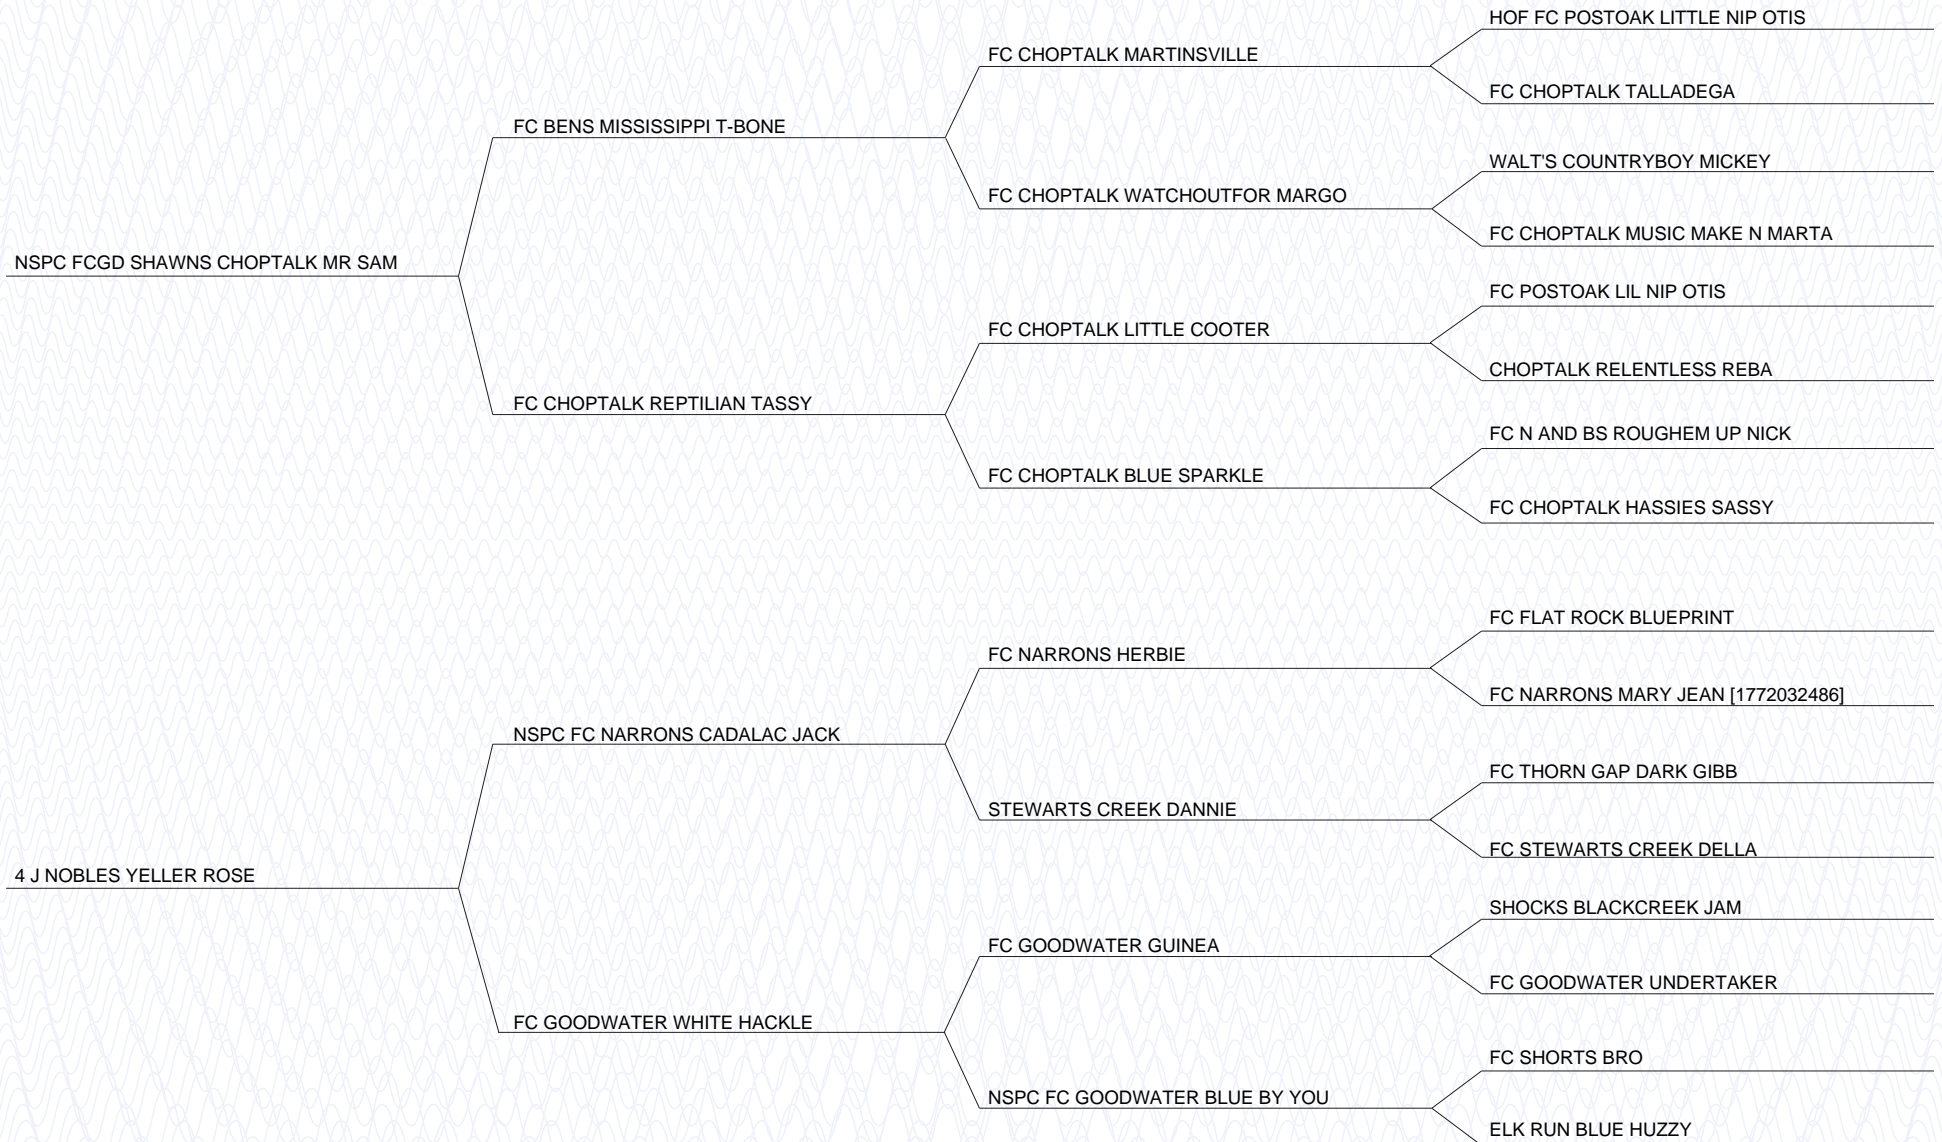 HOF FC POSTOAK LITTLE NIP OTIS
FC CHOPTALK MARTINSVILLE
FC CHOPTALK TALLADEGA
FC BENS MISSISSIPPI T-BONE
WALT'S COUNTRYBOY MICKEY
FC CHOPTALK WATCHOUTFOR MARGO
FC CHOPTALK MUSIC MAKE N MARTA
NSPC FCGD SHAWNS CHOPTALK MR SAM
FC POSTOAK LIL NIP OTIS
FC CHOPTALK LITTLE COOTER
CHOPTALK RELENTLESS REBA
FC CHOPTALK REPTILIAN TASSY
FC N AND BS ROUGHEM UP NICK
FC CHOPTALK BLUE SPARKLE
FC CHOPTALK HASSIES SASSY
FC FLAT ROCK BLUEPRINT
FC NARRONS HERBIE
FC NARRONS MARY JEAN [1772032486]
NSPC FC NARRONS CADALAC JACK
FC THORN GAP DARK GIBB
STEWARTS CREEK DANNIE
FC STEWARTS CREEK DELLA
4 J NOBLES YELLER ROSE
SHOCKS BLACKCREEK JAM
FC GOODWATER GUINEA
FC GOODWATER UNDERTAKER
FC GOODWATER WHITE HACKLE
FC SHORTS BRO
NSPC FC GOODWATER BLUE BY YOU
ELK RUN BLUE HUZZY